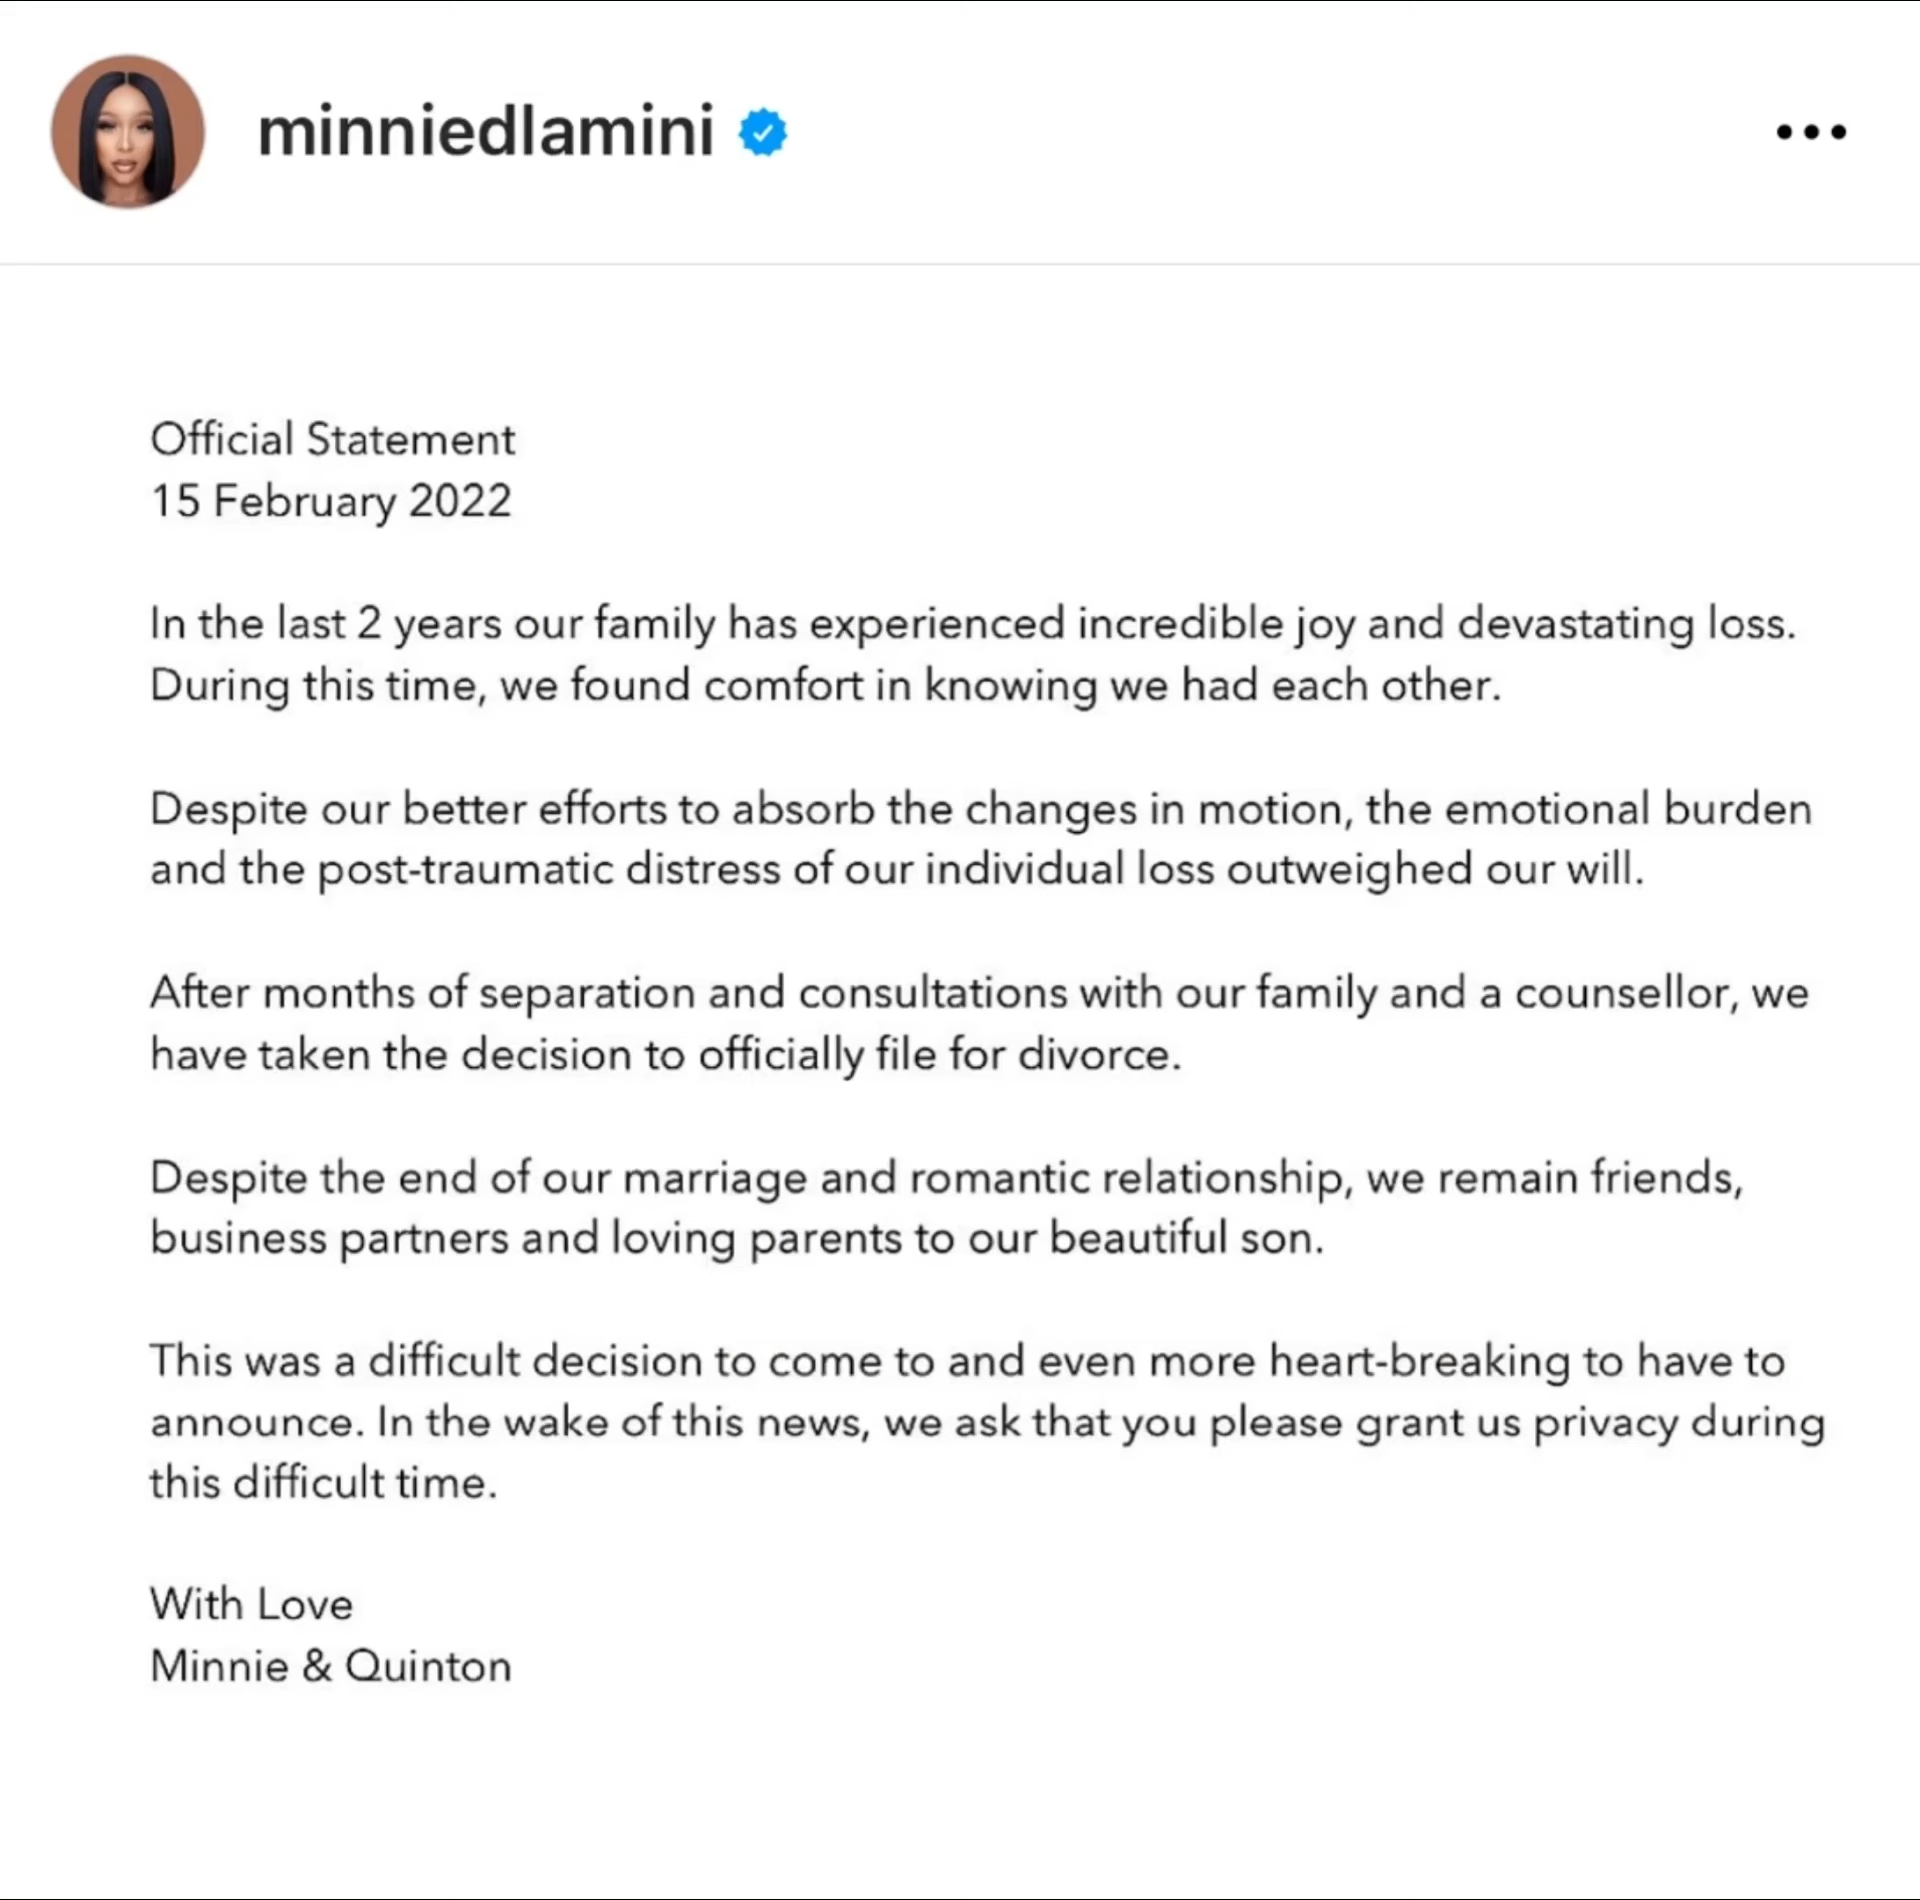 minniedlamini
Official Statement
15 February 2022
In the last 2 years our family has experienced incredible joy and devastating loss.
During this time, we found comfort in knowing we had each other.
Despite our better efforts to absorb the changes in motion, the emotional burden
and the post-traumatic distress of our individual loss outweighed our will.
After months of separation and consultations with our family and a counsellor, we
have taken the decision to officially file for divorce.
Despite the end of our marriage and romantic relationship, we remain friends,
business partners and loving parents to our beautiful son.
This was a difficult decision to come to and even more heart-breaking to have to
announce. In the wake of this news, we ask that you please grant us privacy during
this difficult time.
With Love
Minnie & Quinton